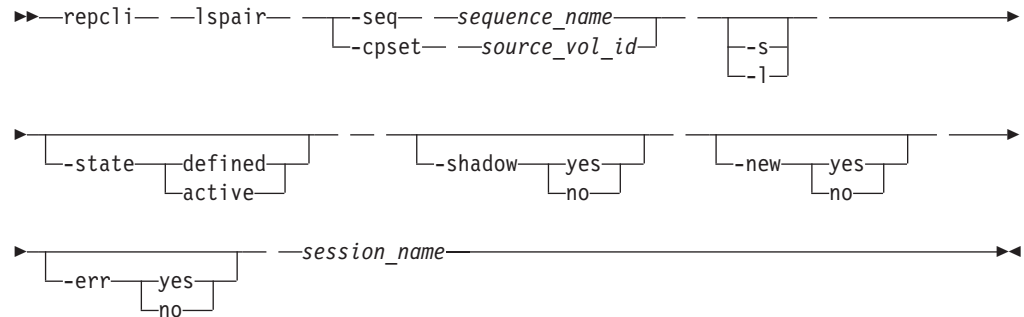 repcli lspair -seq sequence_name
-cpset source_vol_id
-s
-l
-state defined
active
-shadow yes
no
-new yes
no
-err yes
no
session_name